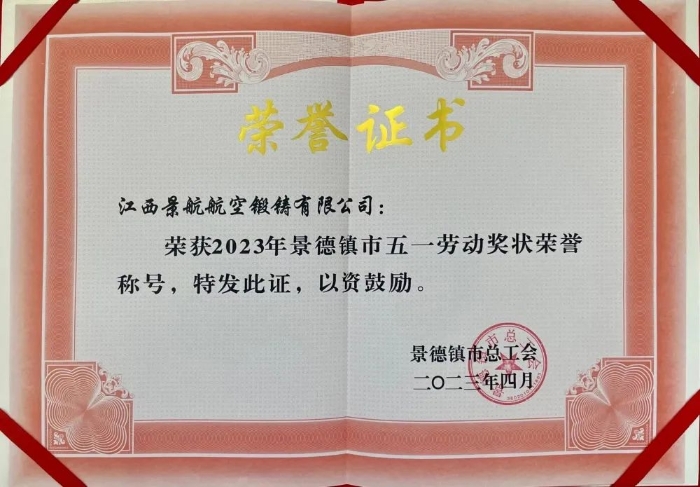 荣誉证书
江西景航航空锻铸有限公司：
荣获2023年景德镇市五一劳动奖状荣誉
称号，特发此证，以资鼓励。
景德镇市总工会
二〇二三年四月